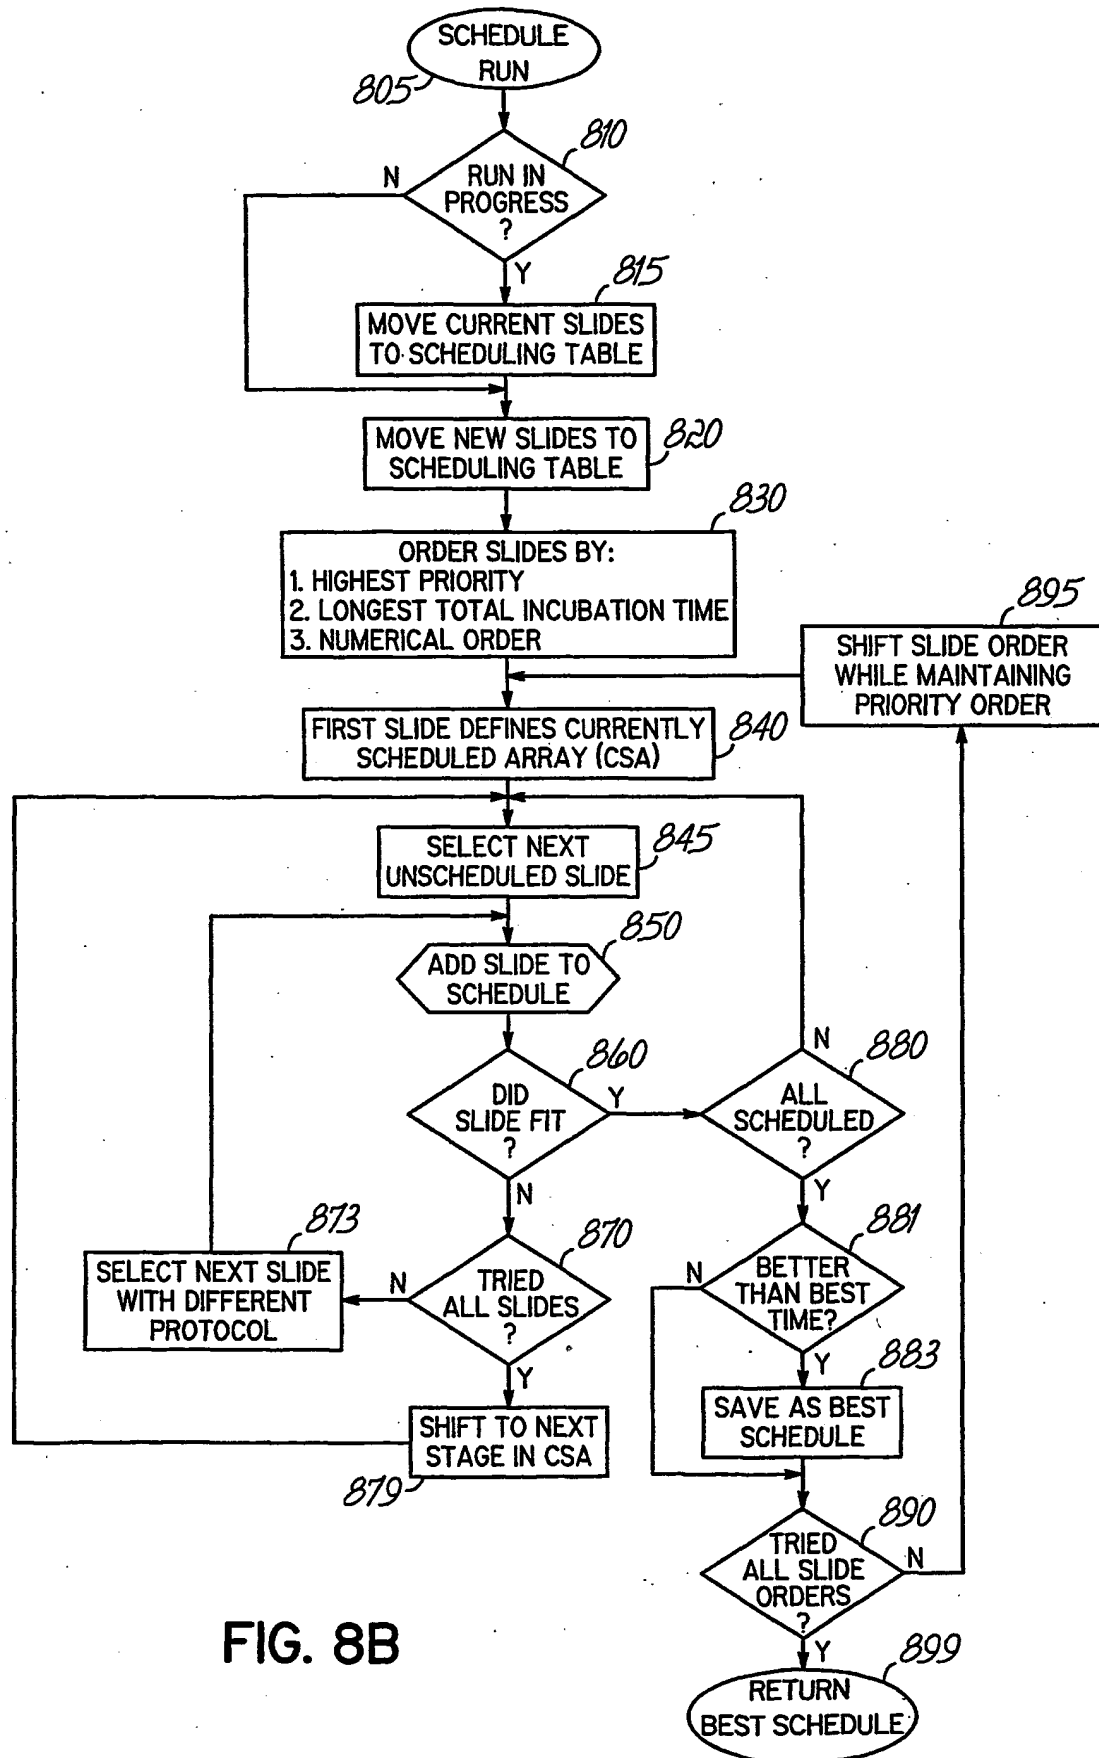 SCHEDULE
RUN
805
810
N
RUN IN
PROGRESS
?
Y
815
MOVE CURRENT SLIDES
TO SCHEDULING TABLE
MOVE NEW SLIDES TO
SCHEDULING TABLE
820
830
ORDER SLIDES BY:
1. HIGHEST PRIORITY
2. LONGEST TOTAL INCUBATION TIME
3. NUMERICAL ORDER
895
SHIFT SLIDE ORDER
WHILE MAINTAINING
PRIORITY ORDER
FIRST SLIDE DEFINES CURRENTLY
SCHEDULED ARRAY (CSA)
840
SELECT NEXT
UNSCHEDULED SLIDE
845
850
ADD SLIDE TO
SCHEDULE
860
DID
SLIDE FIT
?
Y
N
N
880
ALL
SCHEDULED
?
Y
873
SELECT NEXT SLIDE
WITH DIFFERENT
PROTOCOL
N
870
TRIED
ALL SLIDES
?
Y
881
N
BETTER
THAN BEST
TIME?
Y
883
SAVE AS BEST
SCHEDULE
SHIFT TO NEXT
STAGE IN CSA
879
890
TRIED
ALL SLIDE
ORDERS
?
N
Y
899
RETURN
BEST SCHEDULE
FIG. 8B